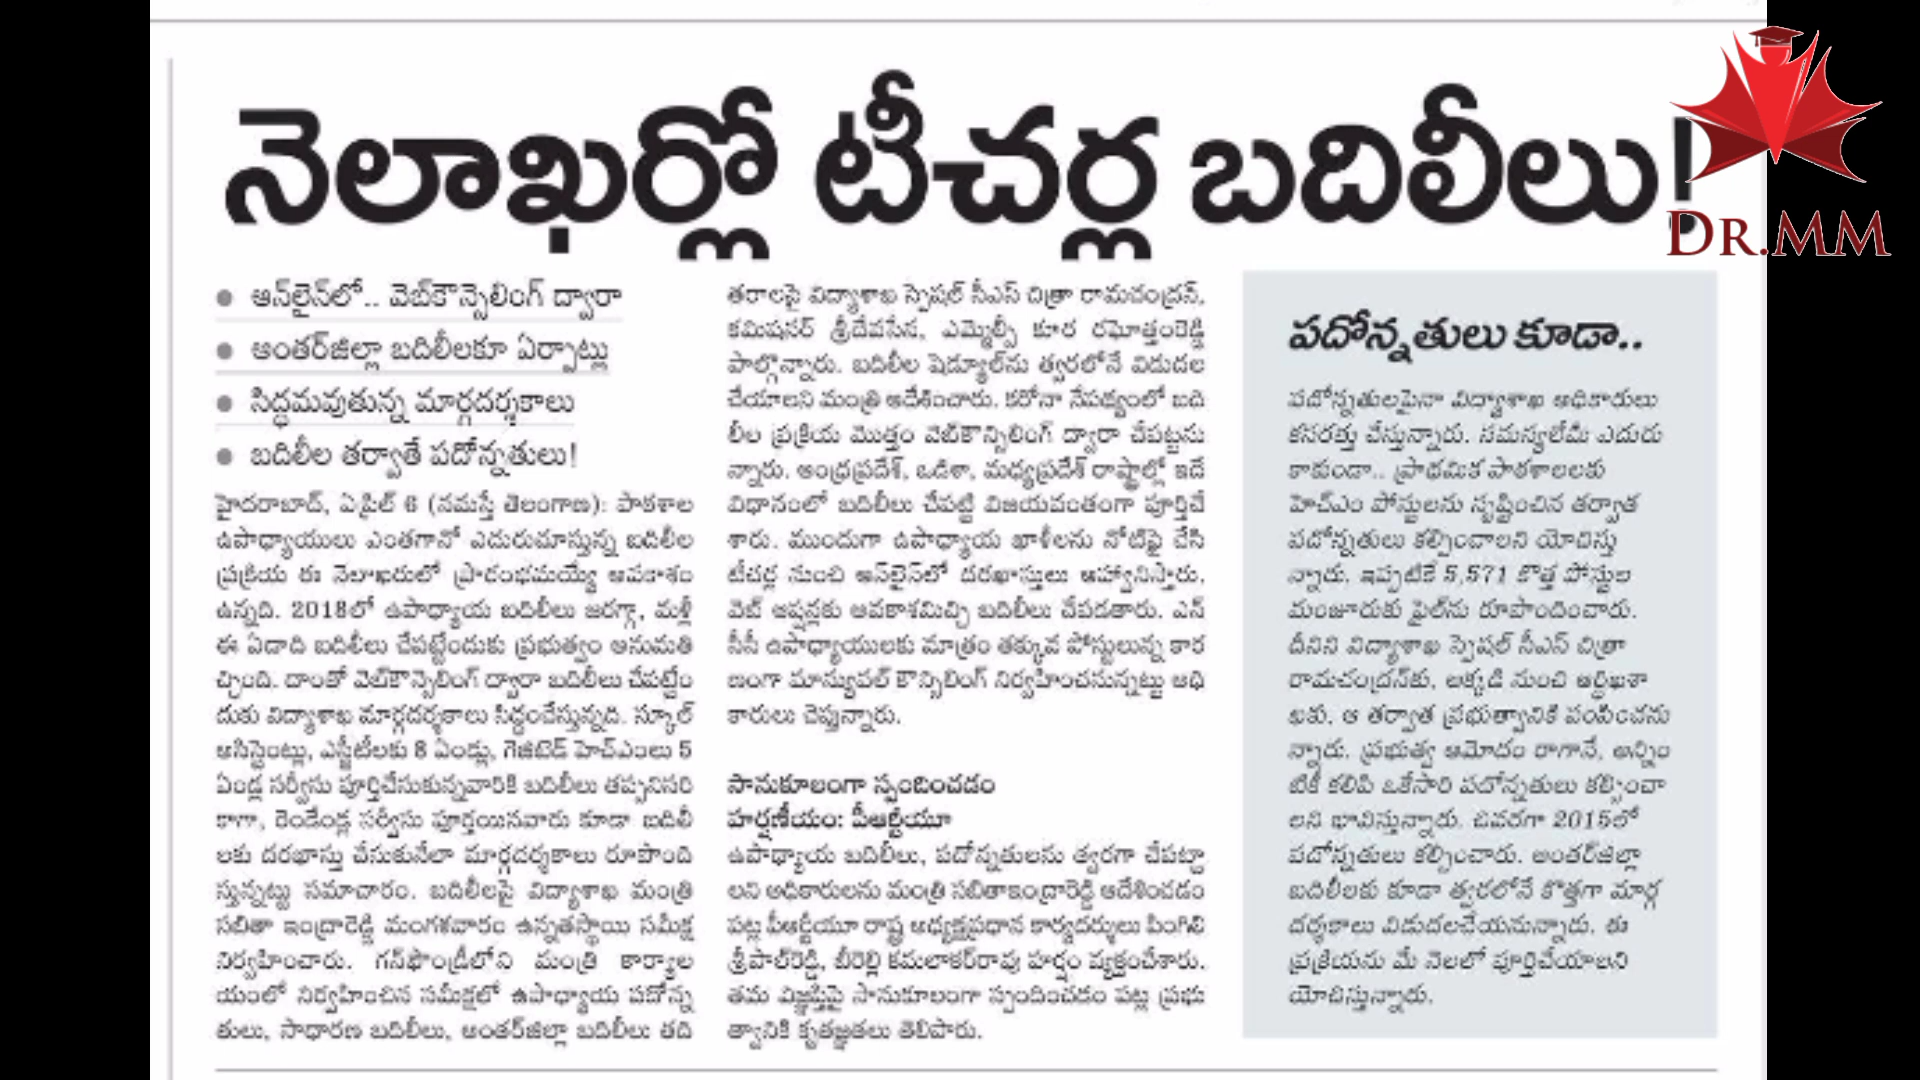 నెలాఖర్లో టీచర్ల బదిలీలు!
DR.MM
● ఆన్‌లైన్‌లో.. వెబ్‌కౌన్సెలింగ్ ద్వారా
● అంతర్‌జిల్లా బదిలీలకూ ఏర్పాట్లు
● సిద్ధమవుతున్న మార్గదర్శకాలు
● బదిలీల తర్వాతే పదోన్నతులు!
హైదరాబాద్, ఏప్రిల్ 6 (నమస్తే తెలంగాణ): పాఠశాల
ఉపాధ్యాయులు ఎంతగానో ఎదురుచూస్తున్న బదిలీల
ప్రక్రియ ఈ నెలాఖరులో ప్రారంభమయ్యే అవకాశం
ఉన్నది. 2018లో ఉపాధ్యాయ బదిలీలు జరగ్గా, మళ్లీ
ఈ ఏడాది బదిలీలు చేపట్టేందుకు ప్రభుత్వం అనుమతి
చ్చింది. దాంతో వెబ్‌కౌన్సెలింగ్ ద్వారా బదిలీలు చేపట్టేం
దుకు విద్యాశాఖ మార్గదర్శకాలు సిద్ధంచేస్తున్నది. స్కూల్
అసిస్టెంట్లు, ఎస్జీటీలకు 8 ఏండ్లు, గెజిటెడ్ హెచ్ఎంలు 5
ఏండ్ల సర్వీసు పూర్తిచేసుకున్నవారికి బదిలీలు తప్పనిసరి
కాగా, రెండేండ్ల సర్వీసు పూర్తయినవారు కూడా బదిలీ
లకు దరఖాస్తు చేసుకునేలా మార్గదర్శకాలు రూపొంది
స్తున్నట్టు సమాచారం. బదిలీలపై విద్యాశాఖ మంత్రి
సబితా ఇంద్రారెడ్డి మంగళవారం ఉన్నతస్థాయి సమీక్ష
నిర్వహించారు. గన్‌ఫౌండ్రీలోని మంత్రి కార్యాల
యంలో నిర్వహించిన సమీక్షలో ఉపాధ్యాయ పదోన్న
తులు, సాధారణ బదిలీలు, అంతర్‌జిల్లా బదిలీలు తది
తరాలపై విద్యాశాఖ స్పెషల్ సీఎస్ చిత్రా రామచంద్రన్,
కమిషనర్ శ్రీదేవసేన, ఎమ్మెల్సీ కూర రఘోత్తంరెడ్డి
పాల్గొన్నారు. బదిలీల షెడ్యూల్‌ను త్వరలోనే విడుదల
చేయాలని మంత్రి ఆదేశించారు. కరోనా నేపథ్యంలో బది
లీల ప్రక్రియ మొత్తం వెబ్‌కౌన్సిలింగ్ ద్వారా చేపట్టను
న్నారు. ఆంధ్రప్రదేశ్, ఒడిశా, మధ్యప్రదేశ్ రాష్ట్రాల్లో ఇదే
విధానంలో బదిలీలు చేపట్టి విజయవంతంగా పూర్తిచే
శారు. ముందుగా ఉపాధ్యాయ ఖాళీలను నోటిఫై చేసి
టీచర్ల నుంచి ఆన్‌లైన్‌లో దరఖాస్తులు ఆహ్వానిస్తారు.
వెబ్ ఆప్షన్లకు అవకాశమిచ్చి బదిలీలు చేపడతారు. ఎన్
సీసీ ఉపాధ్యాయులకు మాత్రం తక్కువ పోస్టులున్న కార
ణంగా మాన్యువల్ కౌన్సిలింగ్ నిర్వహించనున్నట్టు అధి
కారులు చెప్తున్నారు.
సానుకూలంగా స్పందించడం
హర్షణీయం: పీఆర్టీయూ
ఉపాధ్యాయ బదిలీలు, పదోన్నతులను త్వరగా చేపట్టా
లని అధికారులను మంత్రి సబితాఇంద్రారెడ్డి ఆదేశించడం
పట్ల పీఆర్టీయూ రాష్ట్ర అధ్యక్షప్రధాన కార్యదర్శులు పింగిలి
శ్రీపాల్‌రెడ్డి, బీరెల్లి కమలాకర్‌రావు హర్షం వ్యక్తంచేశారు.
తమ విజ్ఞప్తిపై సానుకూలంగా స్పందించడం పట్ల ప్రభు
త్వానికి కృతజ్ఞతలు తెలిపారు.
పదోన్నతులు కూడా..
పదోన్నతులపైనా విద్యాశాఖ అధికారులు
కసరత్తు చేస్తున్నారు. సమస్యలేమీ ఎదురు
కాకుండా.. ప్రాథమిక పాఠశాలలకు
హెచ్ఎం పోస్టులను సృష్టించిన తర్వాత
పదోన్నతులు కల్పించాలని యోచిస్తు
న్నారు. ఇప్పటికే 5,571 కొత్త పోస్టుల
మంజూరుకు ఫైల్‌ను రూపొందించారు.
దీనిని విద్యాశాఖ స్పెషల్ సీఎస్ చిత్రా
రామచంద్రన్‌కు, అక్కడి నుంచి ఆర్థికశా
ఖకు, ఆ తర్వాత ప్రభుత్వానికి పంపించను
న్నారు. ప్రభుత్వ ఆమోదం రాగానే, అన్నిం
టికీ కలిపి ఒకేసారి పదోన్నతులు కల్పించా
లని భావిస్తున్నారు. చివరగా 2015లో
పదోన్నతులు కల్పించారు. అంతర్‌జిల్లా
బదిలీలకు కూడా త్వరలోనే కొత్తగా మార్గ
దర్శకాలు విడుదలచేయనున్నారు. ఈ
ప్రక్రియను మే నెలలో పూర్తిచేయాలని
యోచిస్తున్నారు.